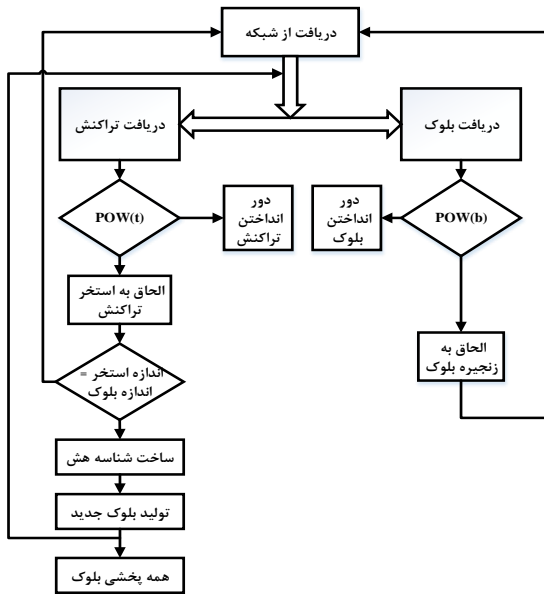 دریافت از شبکه
دریافت تراکنش
دریافت بلوک
POW(t)
دور
انداختن
تراکنش
دور
انداختن
بلوک
POW(b)
الحاق به استخر
تراکنش
الحاق به
زنجیره بلوک
اندازه استخر =
اندازه بلوک
ساخت شناسه هش
تولید بلوک جدید
همه پخشی بلوک